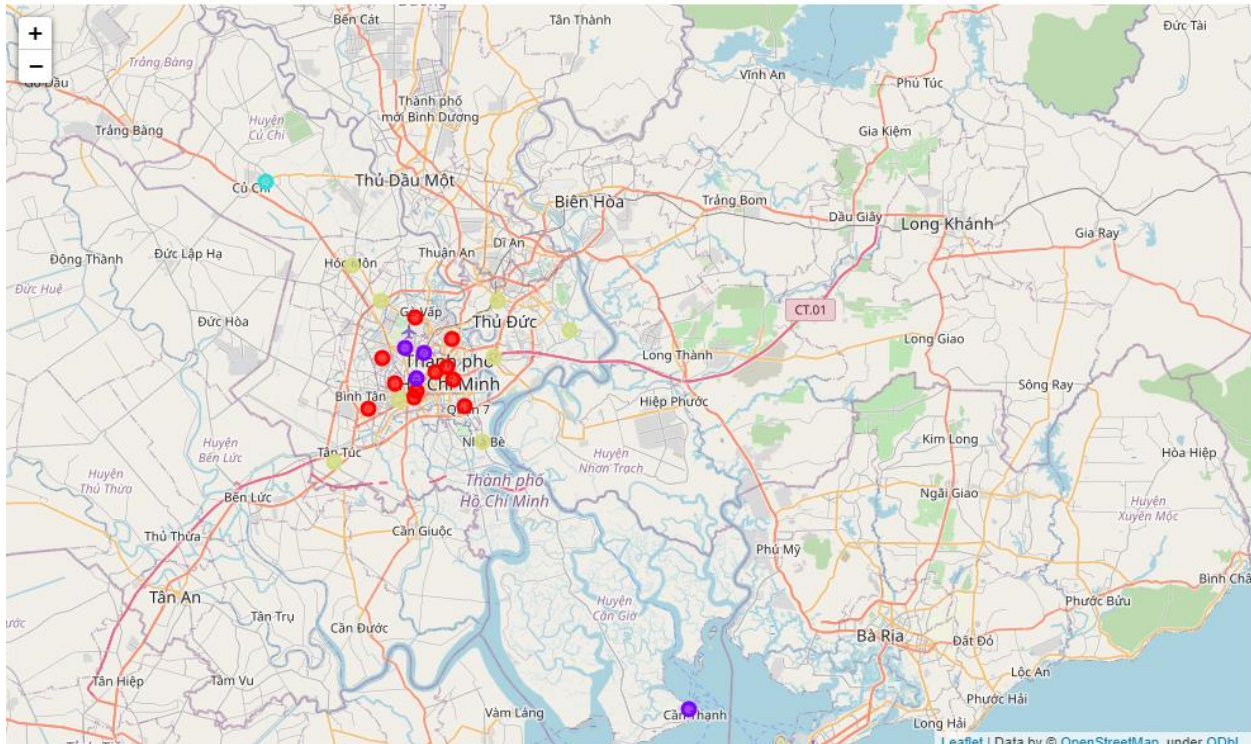 +
−
Bến Cát
Tân Thành
Đức Tài
Trảng Bàng
Vĩnh An
Phú Túc
Gò Dầu
Thành phố
mới Bình Dương
Huyện
Củ Chi
Trảng Bàng
Gia Kiệm
Củ Chi
Thủ Dầu Một
Biên Hòa
Trảng Bom
Dầu Giây
Long Khánh
Gia Ray
Đông Thành
Đức Lập Hạ
Thuận An
Dĩ An
Hóc Môn
Đức Huệ
Đức Hòa
Gò Vấp
Thủ Đức
CT.01
Long Thành
Long Giao
Thành phố
Hồ Chí Minh
Sông Ray
Bình Tân
Quận 7
Hiệp Phước
Nhà Bè
Kim Long
Hòa Hiệp
Tân Túc
Huyện
Bến Lức
Huyện
Thủ Thừa
Huyện
Nhơn Trạch
Thành phố
Hồ Chí Minh
Bến Lức
Ngãi Giao
Huyện
Xuyên Mộc
Thủ Thừa
Cần Giuộc
Phú Mỹ
Bình Châ
Tân An
Tân Trụ
Cần Đước
Huyện
Cần Giờ
Phước Bửu
Bà Rịa
Đất Đỏ
Lộc An
Tân Hiệp
Tầm Vu
Vàm Láng
Cần Thạnh
Phước Hải
Long Hải
Leaflet | Data by © OpenStreetMap, under ODbL.